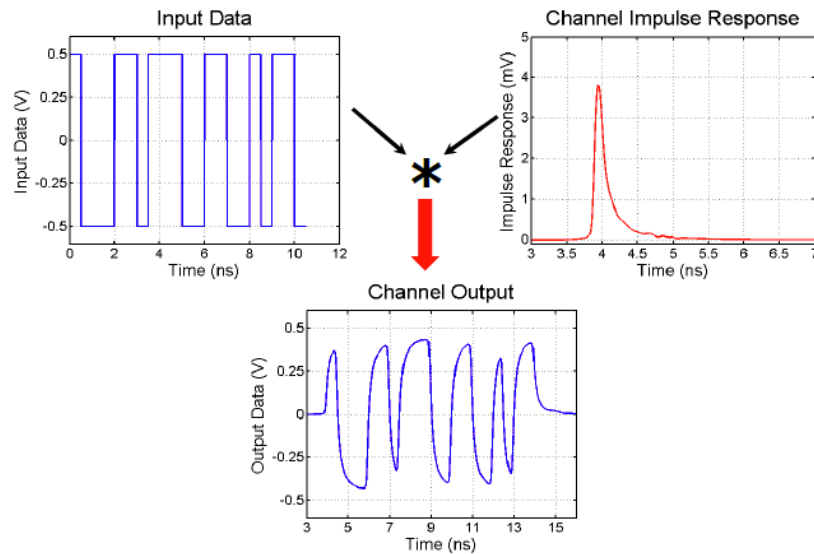 Input Data
Input Data (V)
0.5
0.25
0
-0.25
-0.5
0 2 4 6 8 10 12
Time (ns)
Channel Impulse Response
Impulse Response (mV)
5
4
3
2
1
0
3 3.5 4 4.5 5 5.5 6 6.5 7
Time (ns)
*
Channel Output
Output Data (V)
0.5
0.25
0
-0.25
-0.5
3 5 7 9 11 13 15
Time (ns)